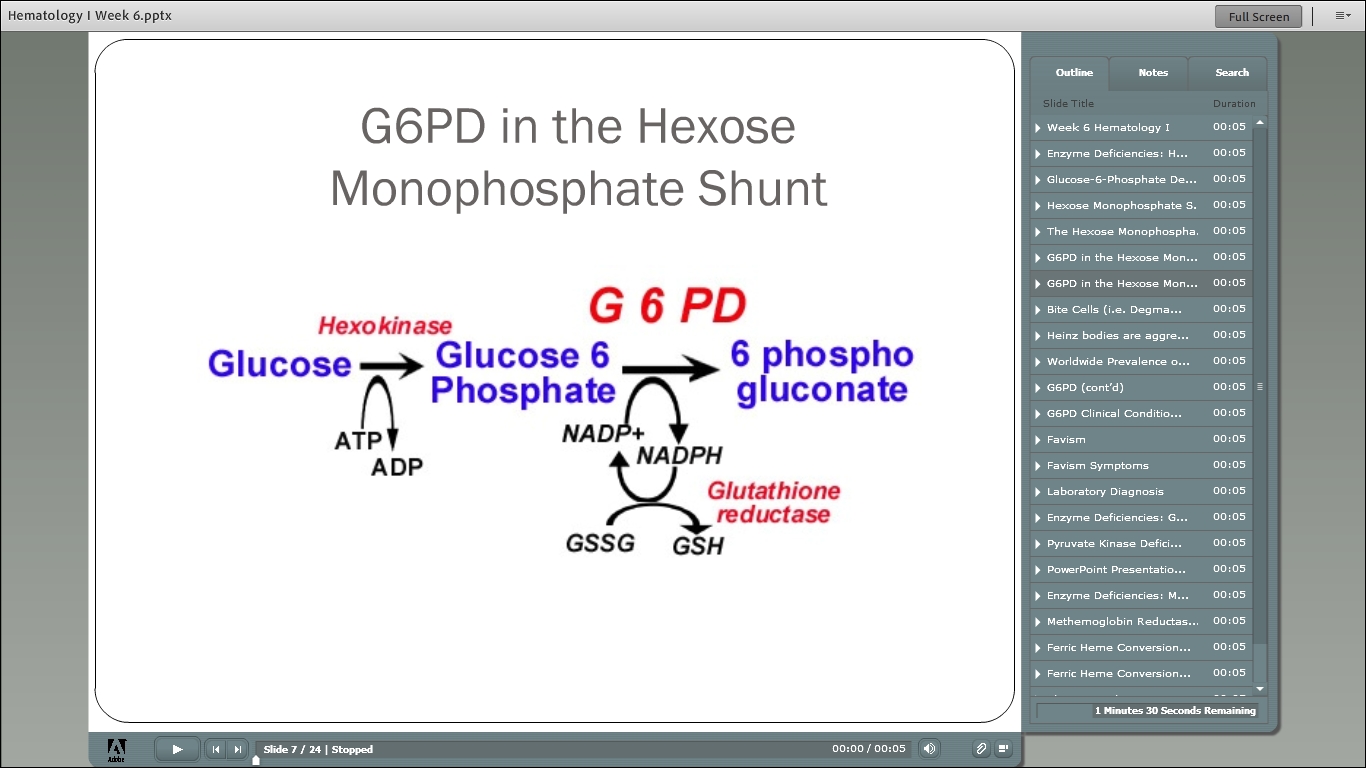 Hematology I Week 6.pptx
Full Screen
G6PD in the Hexose
Monophosphate Shunt
G 6 PD
Hexokinase
Glucose
Glucose 6
Phosphate
6 phospho
gluconate
ATP
ADP
NADP+
NADPH
Glutathione
reductase
GSSG
GSH
Outline Notes Search
Slide Title Duration
Week 6 Hematology I 00:05
Enzyme Deficiencies: H... 00:05
Glucose-6-Phosphate De... 00:05
Hexose Monophosphate S. 00:05
The Hexose Monophospha. 00:05
G6PD in the Hexose Mon... 00:05
G6PD in the Hexose Mon... 00:05
Bite Cells (i.e. Degma... 00:05
Heinz bodies are aggre... 00:05
Worldwide Prevalence o... 00:05
G6PD (cont'd) 00:05
G6PD Clinical Conditio... 00:05
Favism 00:05
Favism Symptoms 00:05
Laboratory Diagnosis 00:05
Enzyme Deficiencies: G... 00:05
Pyruvate Kinase Defici... 00:05
PowerPoint Presentatio... 00:05
Enzyme Deficiencies: M... 00:05
Methemoglobin Reductas... 00:05
Ferric Heme Conversion... 00:05
Ferric Heme Conversion... 00:05
1 Minutes 30 Seconds Remaining
Adobe
Slide 7 / 24 | Stopped
00:00 / 00:05